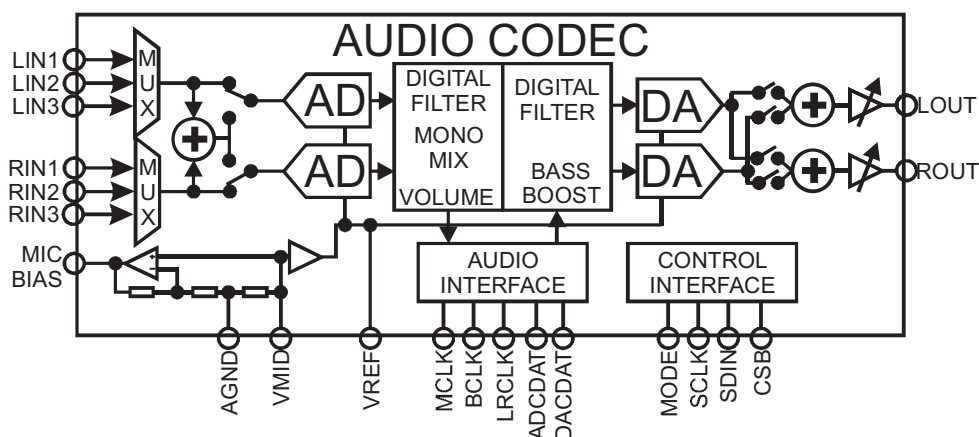 AUDIO CODEC
LIN1
LIN2
LIN3
MUX
RIN1
RIN2
RIN3
MUX
MIC
BIAS
AD
AD
DIGITAL
FILTER
MONO
MIX
VOLUME
DIGITAL
FILTER
BASS
BOOST
DA
DA
LOUT
ROUT
AUDIO
INTERFACE
CONTROL
INTERFACE
AGND
VMID
VREF
MCLK
BCLK
LRCLK
ADCDAT
DACDAT
MODE
SCLK
SDIN
CSB